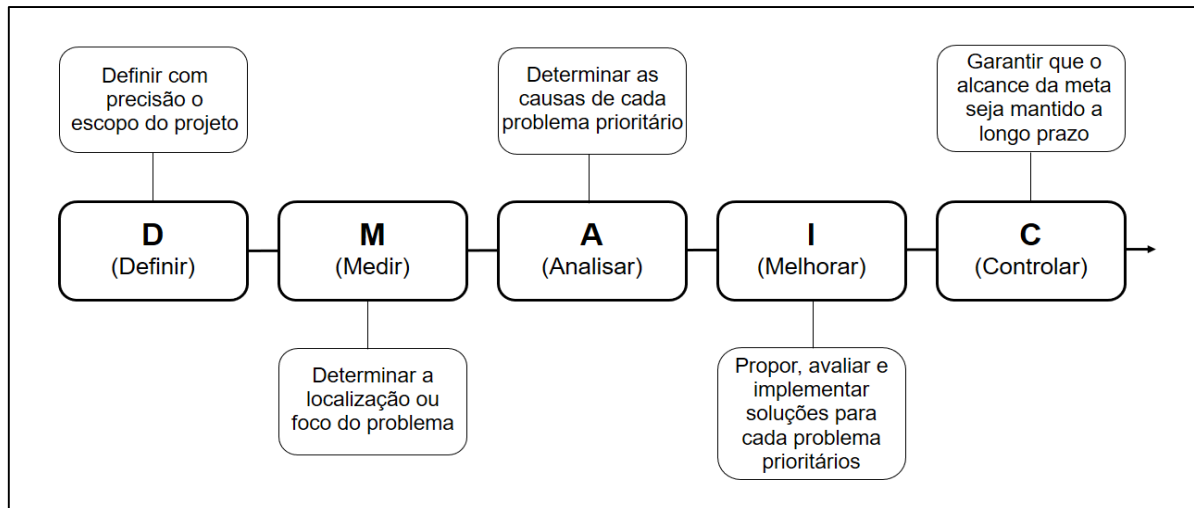 Definir com
precisão o
escopo do projeto
Determinar as
causas de cada
problema prioritário
Garantir que o
alcance da meta
seja mantido a
longo prazo
D
(Definir)
M
(Medir)
A
(Analisar)
I
(Melhorar)
C
(Controlar)
Determinar a
localização ou
foco do problema
Propor, avaliar e
implementar
soluções para
cada problema
prioritários